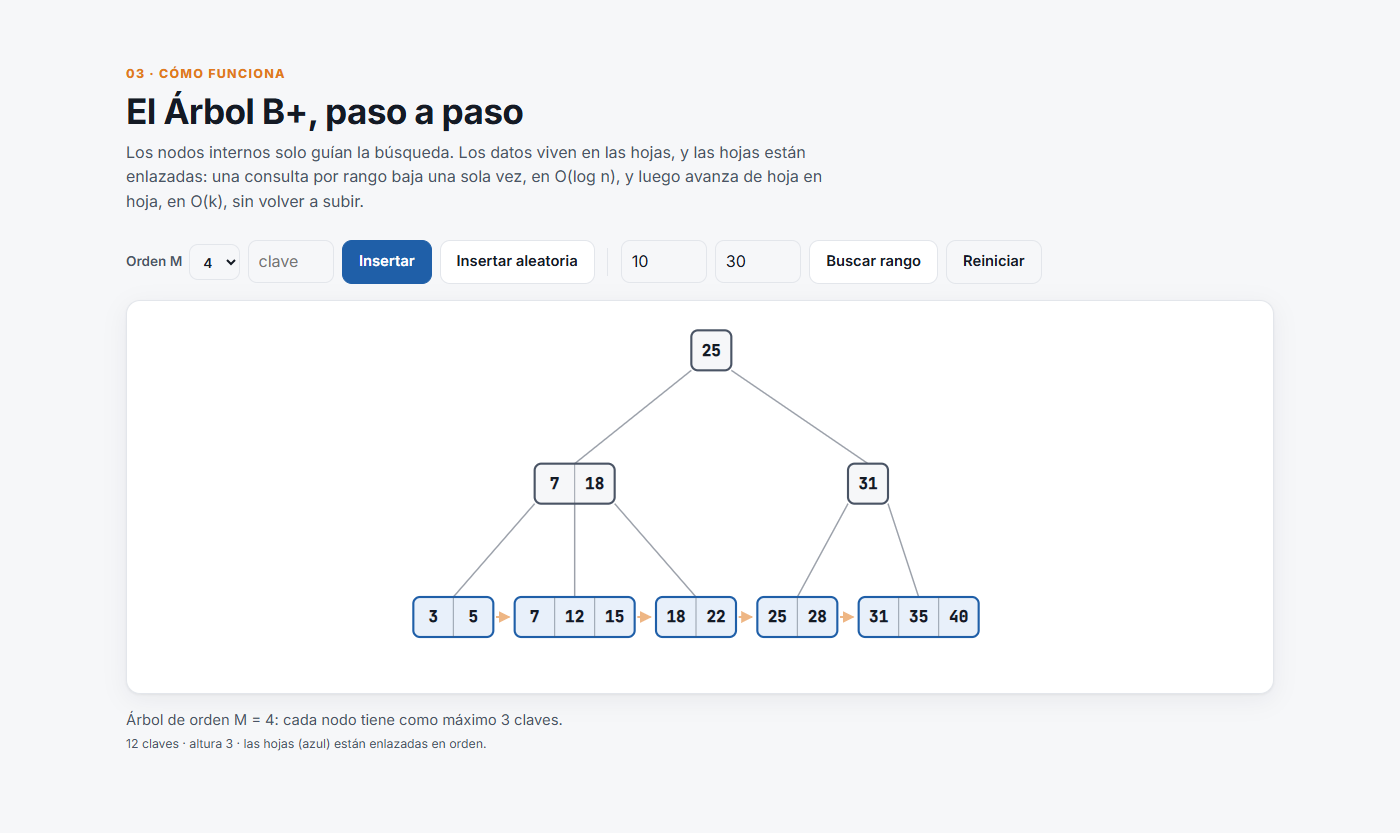 03 · CÓMO FUNCIONA
El Árbol B+, paso a paso
Los nodos internos solo guían la búsqueda. Los datos viven en las hojas, y las hojas están
enlazadas: una consulta por rango baja una sola vez, en O(log n), y luego avanza de hoja en
hoja, en O(k), sin volver a subir.
Orden M 4 clave Insertar Insertar aleatoria 10 30 Buscar rango Reiniciar
25
7 18 31
3 5 7 12 15 18 22 25 28 31 35 40
Árbol de orden M = 4: cada nodo tiene como máximo 3 claves.
12 claves · altura 3 · las hojas (azul) están enlazadas en orden.